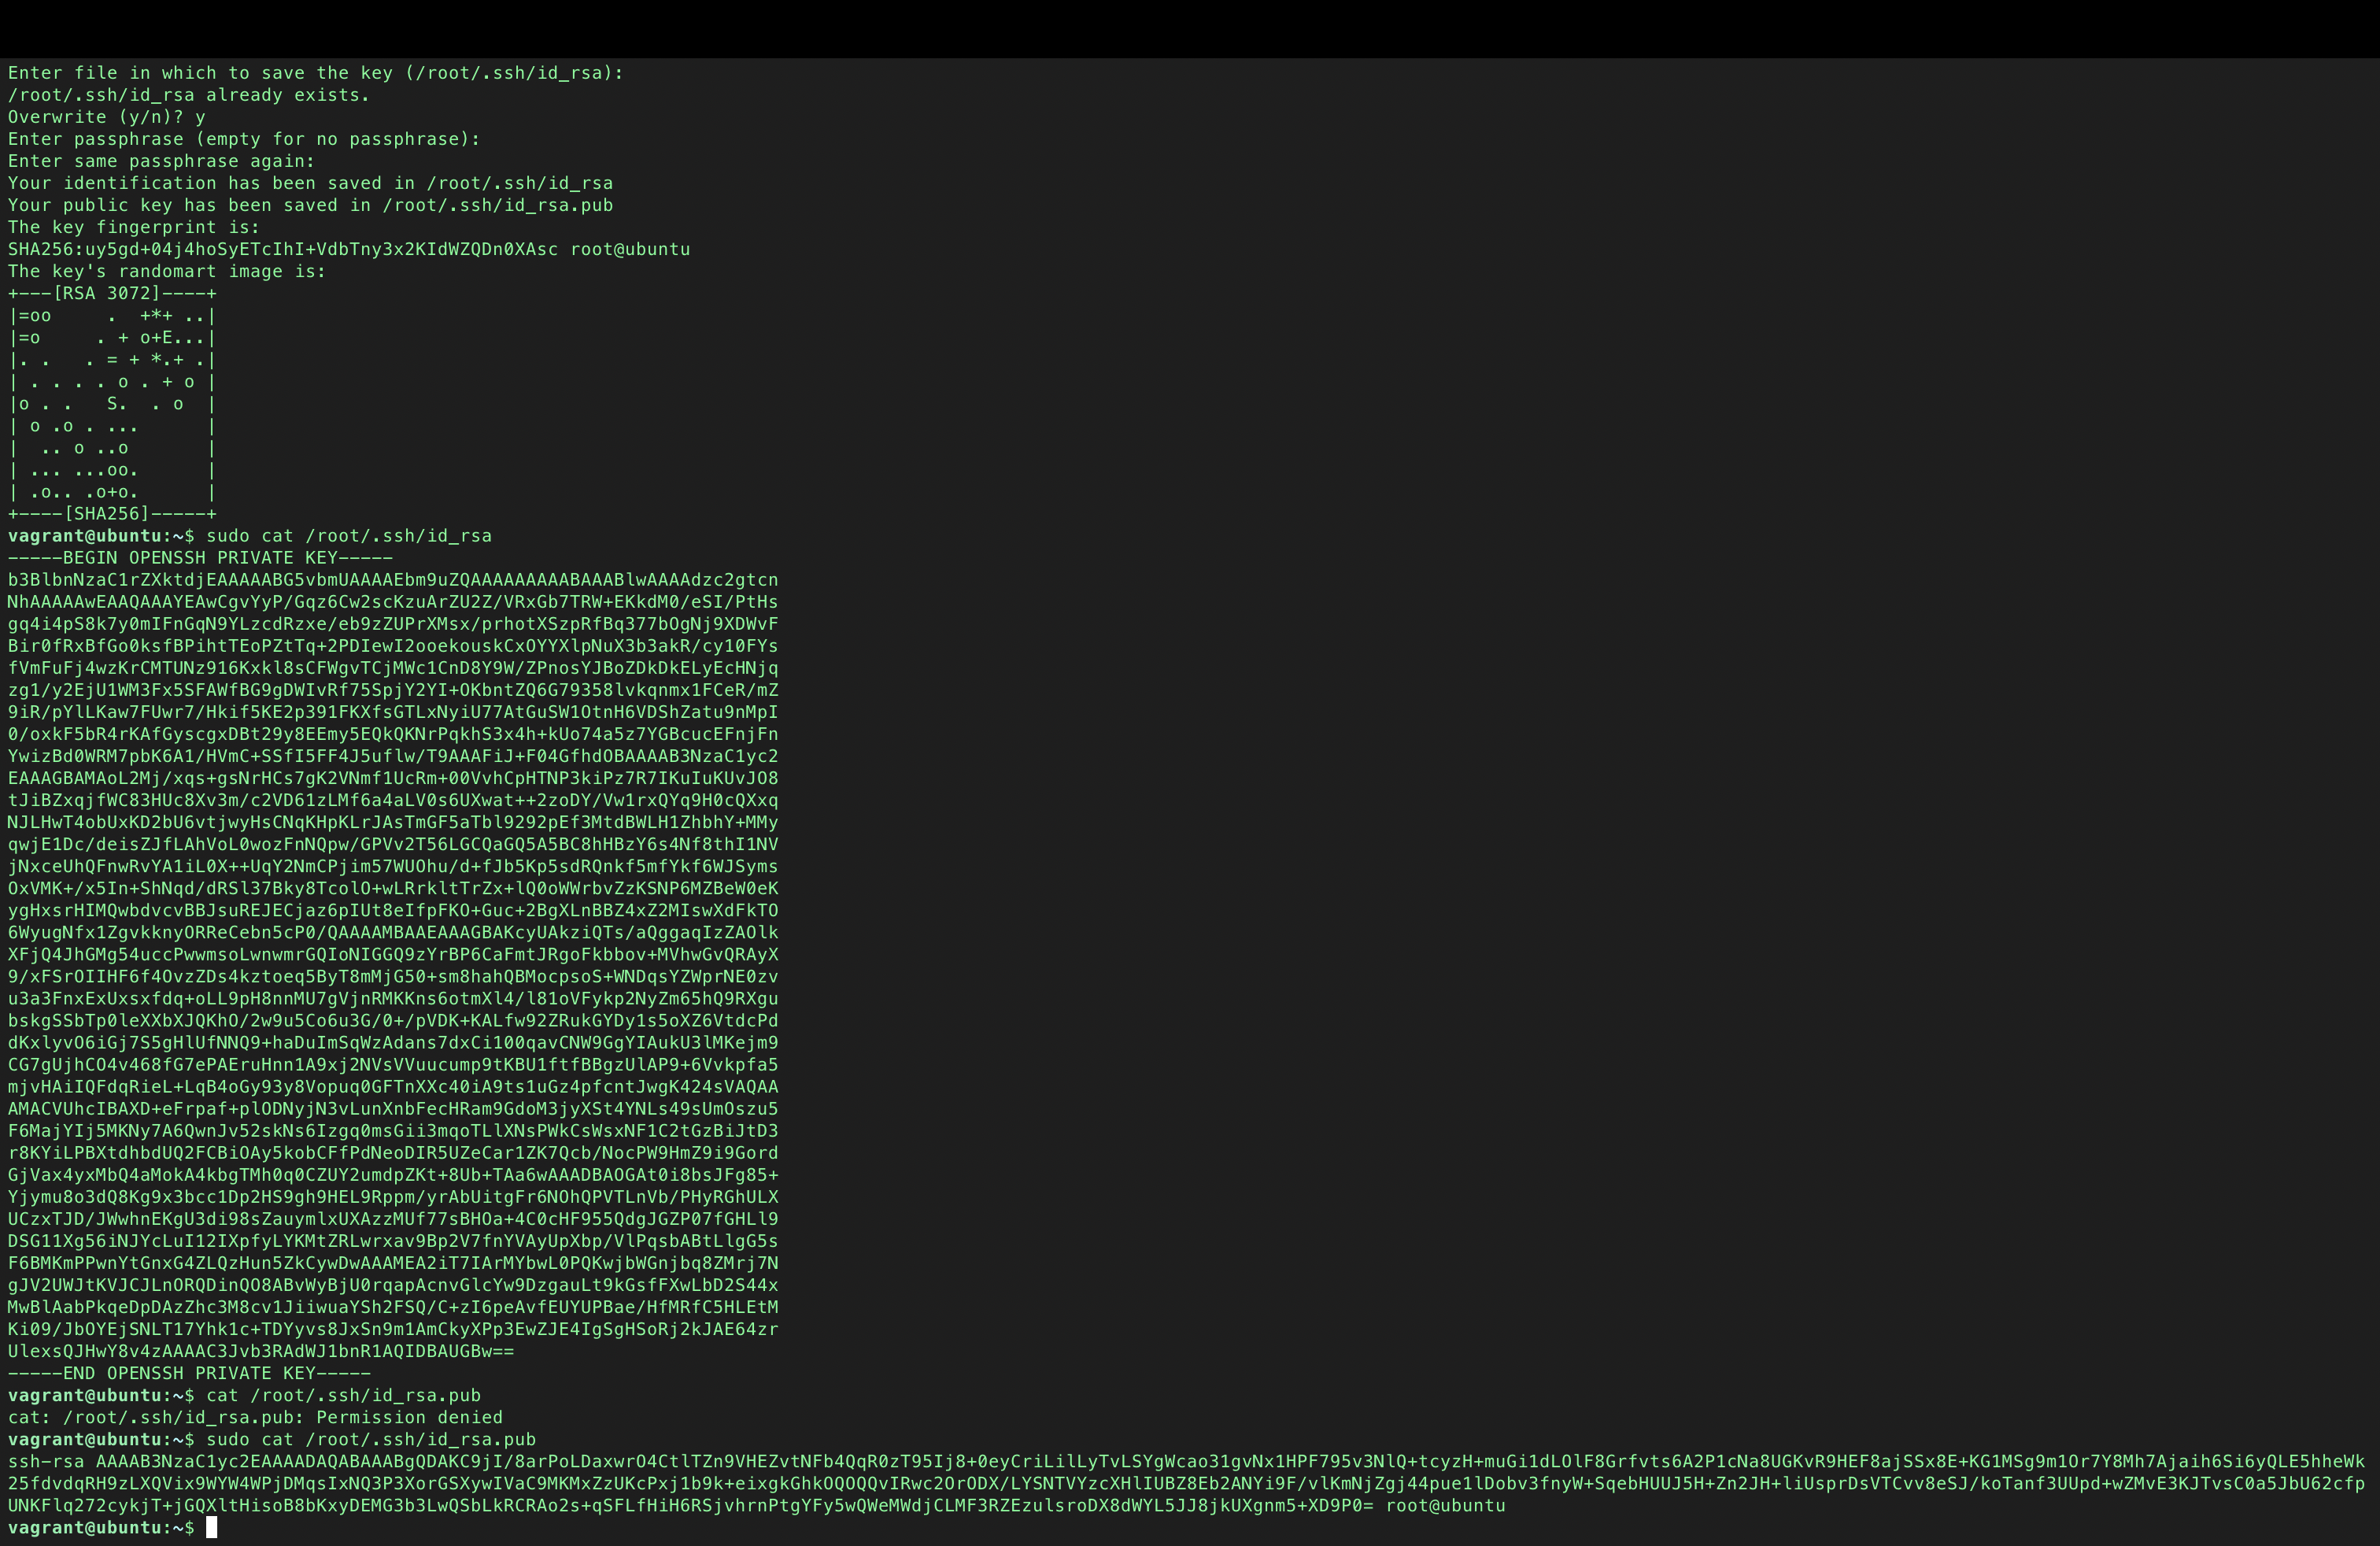 Enter file in which to save the key (/root/.ssh/id_rsa):
/root/.ssh/id_rsa already exists.
Overwrite (y/n)? y
Enter passphrase (empty for no passphrase):
Enter same passphrase again:
Your identification has been saved in /root/.ssh/id_rsa
Your public key has been saved in /root/.ssh/id_rsa.pub
The key fingerprint is:
SHA256:uy5gd+04j4hoSyETcIhI+VdbTny3x2KIdWZQDn0XAsc root@ubuntu
The key's randomart image is:
+---[RSA 3072]----+
|=oo     .  +*+ ..|
|=o     . + o+E...|
|. .   . = + *.+ .|
| . . . . o . + o |
|o . .   S.  . o  |
| o .o . ...      |
|  .. o ..o       |
| ... ...oo.      |
| .o.. .o+o.      |
+----[SHA256]-----+
vagrant@ubuntu:~$ sudo cat /root/.ssh/id_rsa
-----BEGIN OPENSSH PRIVATE KEY-----
b3BlbnNzaC1rZXktdjEAAAAABG5vbmUAAAAEbm9uZQAAAAAAAAABAAABlwAAAAdzc2gtcn
NhAAAAAwEAAQAAAYEAwCgvYyP/Gqz6Cw2scKzuArZU2Z/VRxGb7TRW+EKkdM0/eSI/PtHs
gq4i4pS8k7y0mIFnGqN9YLzcdRzxe/eb9zZUPrXMsx/prhotXSzpRfBq377bOgNj9XDWvF
Bir0fRxBfGo0ksfBPihtTEoPZtTq+2PDIewI2ooekouskCxOYYXlpNuX3b3akR/cy10FYs
fVmFuFj4wzKrCMTUNz916Kxkl8sCFWgvTCjMWc1CnD8Y9W/ZPnosYJBoZDkDkELyEcHNjq
zg1/y2EjU1WM3Fx5SFAWfBG9gDWIvRf75SpjY2YI+OKbntZQ6G79358lvkqnmx1FCeR/mZ
9iR/pYlLKaw7FUwr7/Hkif5KE2p391FKXfsGTLxNyiU77AtGuSW1OtnH6VDShZatu9nMpI
0/oxkF5bR4rKAfGyscgxDBt29y8EEmy5EQkQKNrPqkhS3x4h+kUo74a5z7YGBcucEFnjFn
YwizBd0WRM7pbK6A1/HVmC+SSfI5FF4J5uflw/T9AAAFiJ+F04GfhdOBAAAAB3NzaC1yc2
EAAAGBAMAoL2Mj/xqs+gsNrHCs7gK2VNmf1UcRm+00VvhCpHTNP3kiPz7R7IKuIuKUvJO8
tJiBZxqjfWC83HUc8Xv3m/c2VD61zLMf6a4aLV0s6UXwat++2zoDY/Vw1rxQYq9H0cQXxq
NJLHwT4obUxKD2bU6vtjwyHsCNqKHpKLrJAsTmGF5aTbl9292pEf3MtdBWLH1ZhbhY+MMy
qwjE1Dc/deisZJfLAhVoL0wozFnNQpw/GPVv2T56LGCQaGQ5A5BC8hHBzY6s4Nf8thI1NV
jNxceUhQFnwRvYA1iL0X++UqY2NmCPjim57WUOhu/d+fJb5Kp5sdRQnkf5mfYkf6WJSyms
OxVMK+/x5In+ShNqd/dRSl37Bky8TcolO+wLRrkltTrZx+lQ0oWWrbvZzKSNP6MZBeW0eK
ygHxsrHIMQwbdvcvBBJsuREJECjaz6pIUt8eIfpFKO+Guc+2BgXLnBBZ4xZ2MIswXdFkTO
6WyugNfx1ZgvkknyORReCebn5cP0/QAAAAMBAAEAAAGBAKcyUAkziQTs/aQggaqIzZAOlk
XFjQ4JhGMg54uccPwwmsoLwnwmrGQIoNIGGQ9zYrBP6CaFmtJRgoFkbbov+MVhwGvQRAyX
9/xFSrOIIHF6f4OvzZDs4kztoeq5ByT8mMjG50+sm8hahQBMocpsoS+WNDqsYZWprNE0zv
u3a3FnxExUxsxfdq+oLL9pH8nnMU7gVjnRMKKns6otmXl4/l81oVFykp2NyZm65hQ9RXgu
bskgSSbTp0leXXbXJQKhO/2w9u5Co6u3G/0+/pVDK+KALfw92ZRukGYDy1s5oXZ6VtdcPd
dKxlyvO6iGj7S5gHlUfNNQ9+haDuImSqWzAdans7dxCi100qavCNW9GgYIAukU3lMKejm9
CG7gUjhCO4v468fG7ePAEruHnn1A9xj2NVsVVuucump9tKBU1ftfBBgzUlAP9+6Vvkpfa5
mjvHAiIQFdqRieL+LqB4oGy93y8Vopuq0GFTnXXc40iA9ts1uGz4pfcntJwgK424sVAQAA
AMACVUhcIBAXD+eFrpaf+plODNyjN3vLunXnbFecHRam9GdoM3jyXSt4YNLs49sUmOszu5
F6MajYIj5MKNy7A6QwnJv52skNs6Izgq0msGii3mqoTLlXNsPWkCsWsxNF1C2tGzBiJtD3
r8KYiLPBXtdhbdUQ2FCBiOAy5kobCFfPdNeoDIR5UZeCar1ZK7Qcb/NocPW9HmZ9i9Gord
GjVax4yxMbQ4aMokA4kbgTMh0q0CZUY2umdpZKt+8Ub+TAa6wAAADBAOGAt0i8bsJFg85+
Yjymu8o3dQ8Kg9x3bcc1Dp2HS9gh9HEL9Rppm/yrAbUitgFr6NOhQPVTLnVb/PHyRGhULX
UCzxTJD/JWwhnEKgU3di98sZauymlxUXAzzMUf77sBHOa+4C0cHF955QdgJGZP07fGHLl9
DSG11Xg56iNJYcLuI12IXpfyLYKMtZRLwrxav9Bp2V7fnYVAyUpXbp/VlPqsbABtLlgG5s
F6BMKmPPwnYtGnxG4ZLQzHun5ZkCywDwAAAMEA2iT7IArMYbwL0PQKwjbWGnjbq8ZMrj7N
gJV2UWJtKVJCJLnORQDinQO8ABvWyBjU0rqapAcnvGlcYw9DzgauLt9kGsfFXwLbD2S44x
MwBlAabPkqeDpDAzZhc3M8cv1JiiwuaYSh2FSQ/C+zI6peAvfEUYUPBae/HfMRfC5HLEtM
Ki09/JbOYEjSNLT17Yhk1c+TDYyvs8JxSn9m1AmCkyXPp3EwZJE4IgSgHSoRj2kJAE64zr
UlexsQJHwY8v4zAAAAC3Jvb3RAdWJ1bnR1AQIDBAUGBw==
-----END OPENSSH PRIVATE KEY-----
vagrant@ubuntu:~$ cat /root/.ssh/id_rsa.pub
cat: /root/.ssh/id_rsa.pub: Permission denied
vagrant@ubuntu:~$ sudo cat /root/.ssh/id_rsa.pub
ssh-rsa AAAAB3NzaC1yc2EAAAADAQABAAABgQDAKC9jI/8arPoLDaxwrO4CtlTZn9VHEZvtNFb4QqR0zT95Ij8+0eyCriLilLyTvLSYgWcao31gvNx1HPF795v3NlQ+tcyzH+muGi1dLOlF8Grfvts6A2P1cNa8UGKvR9HEF8ajSSx8E+KG1MSg9m1Or7Y8Mh7Ajaih6Si6yQLE5hheWk
25fdvdqRH9zLXQVix9WYW4WPjDMqsIxNQ3P3XorGSXywIVaC9MKMxZzUKcPxj1b9k+eixgkGhkOQOQQvIRwc2OrODX/LYSNTVYzcXHlIUBZ8Eb2ANYi9F/vlKmNjZgj44pue1lDobv3fnyW+SqebHUUJ5H+Zn2JH+liUsprDsVTCvv8eSJ/koTanf3UUpd+wZMvE3KJTvsC0a5JbU62cfp
UNKFlq272cykjT+jGQXltHisoB8bKxyDEMG3b3LwQSbLkRCRAo2s+qSFLfHiH6RSjvhrnPtgYFy5wQWeMWdjCLMF3RZEzulsroDX8dWYL5JJ8jkUXgnm5+XD9P0= root@ubuntu
vagrant@ubuntu:~$